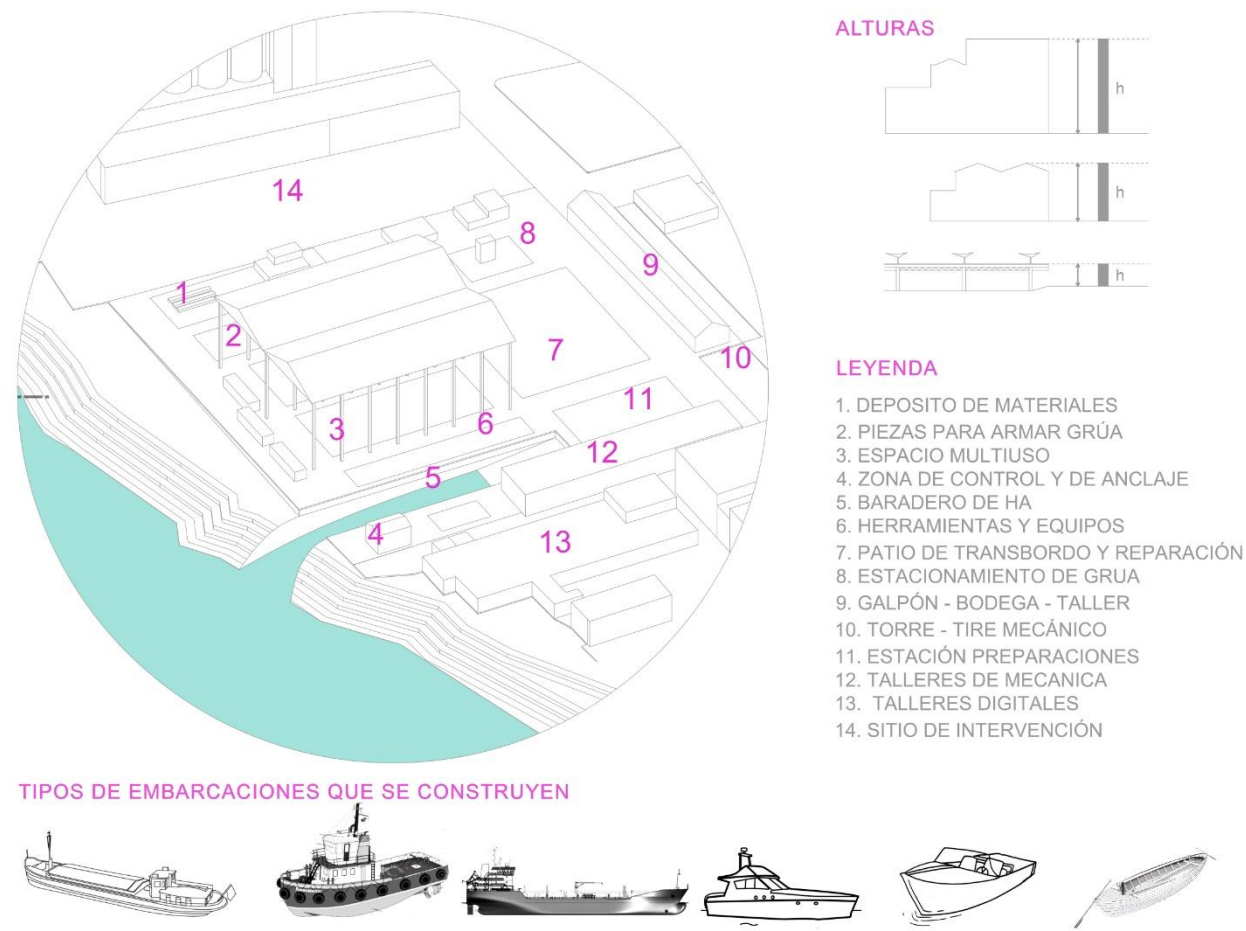 ALTURAS
h
h
h
14
8
9
1
2
7
10
11
3
6
12
5
4
13
LEYENDA
1. DEPOSITO DE MATERIALES
2. PIEZAS PARA ARMAR GRÚA
3. ESPACIO MULTIUSO
4. ZONA DE CONTROL Y DE ANCLAJE
5. BARADERO DE HA
6. HERRAMIENTAS Y EQUIPOS
7. PATIO DE TRANSBORDO Y REPARACIÓN
8. ESTACIONAMIENTO DE GRUA
9. GALPÓN - BODEGA - TALLER
10. TORRE - TIRE MECÁNICO
11. ESTACIÓN PREPARACIONES
12. TALLERES DE MECANICA
13. TALLERES DIGITALES
14. SITIO DE INTERVENCIÓN
TIPOS DE EMBARCACIONES QUE SE CONSTRUYEN